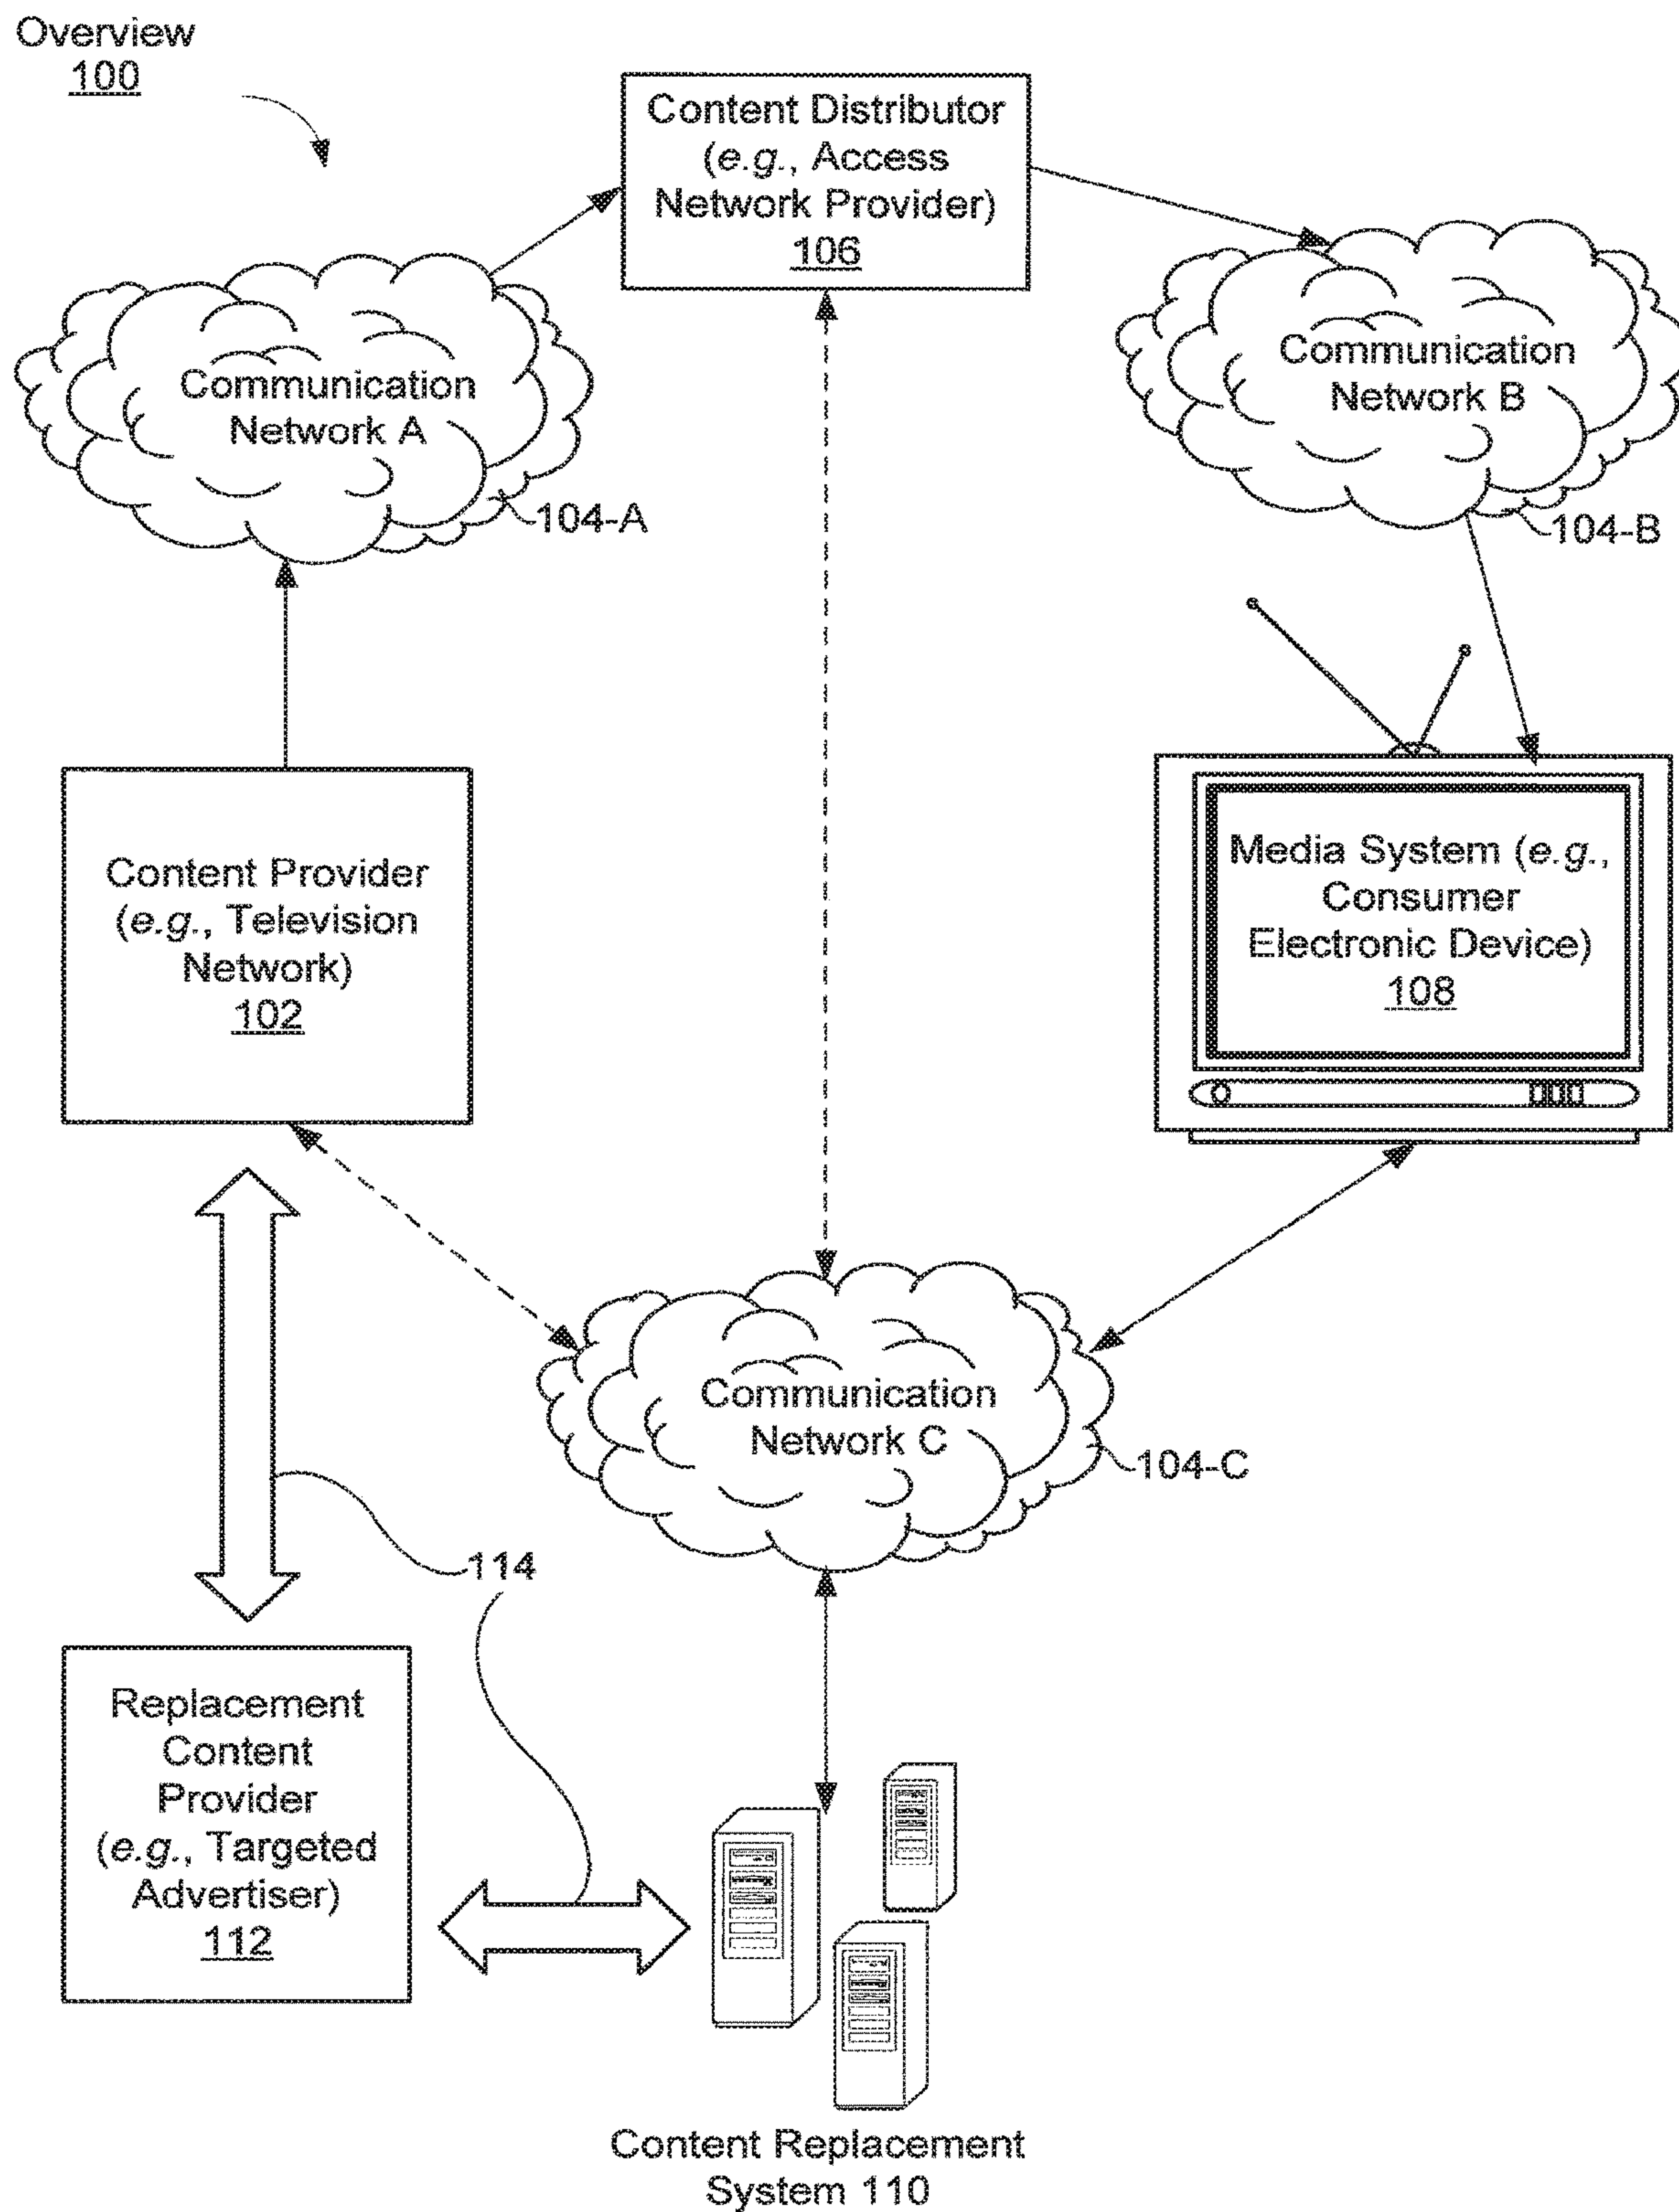 Overview
100
Content Distributor
(e.g., Access
Network Provider)
106
Communication
Network A
104-A
Communication
Network B
104-B
Content Provider
(e.g., Television
Network)
102
Media System (e.g.,
Consumer
Electronic Device)
108
Communication
Network C
104-C
114
Replacement
Content
Provider
(e.g., Targeted
Advertiser)
112
Content Replacement
System 110